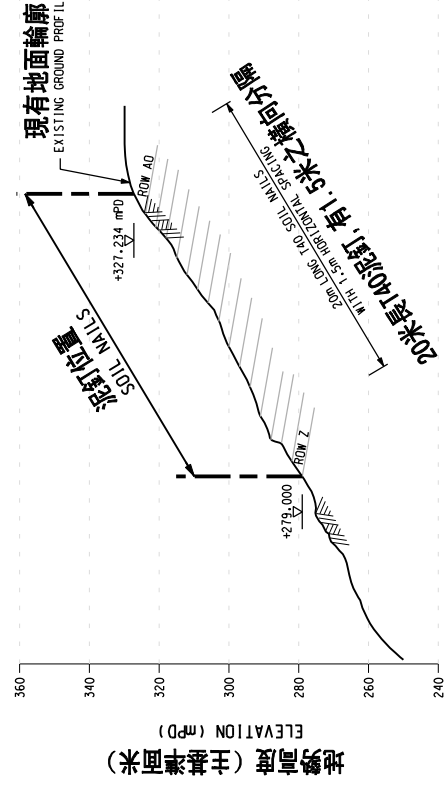 現有地面輪廓
EXISTING GROUND PROFIL
ROW AO
+327.234 mPD
泥釘位置
SOIL NAILS
20m LONG T40 SOIL NAILS
WITH 1.5m HORIZONTAL SPACING
20米長T40泥釘,有1.5米之橫向分隔
ROW Z
+279.000
360
340
320
300
280
260
240
ELEVATION (mPD)
地勢高度(主基準面米)